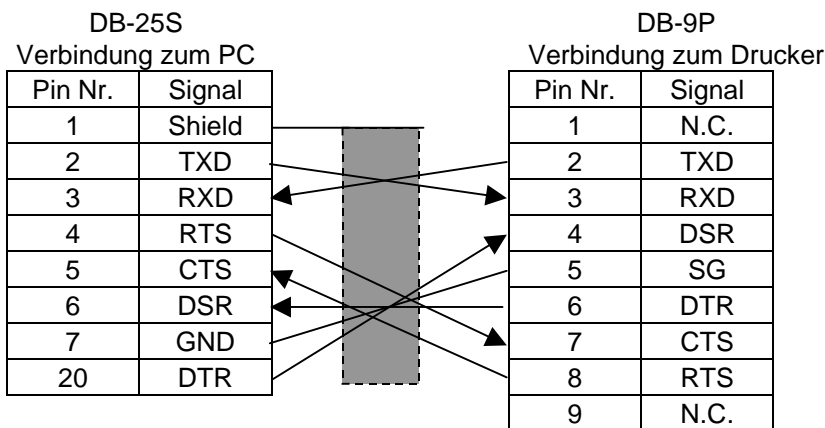 DB-25S
Verbindung zum PC
Pin Nr. Signal
1 Shield
2 TXD
3 RXD
4 RTS
5 CTS
6 DSR
7 GND
20 DTR
DB-9P
Verbindung zum Drucker
Pin Nr. Signal
1 N.C.
2 TXD
3 RXD
4 DSR
5 SG
6 DTR
7 CTS
8 RTS
9 N.C.